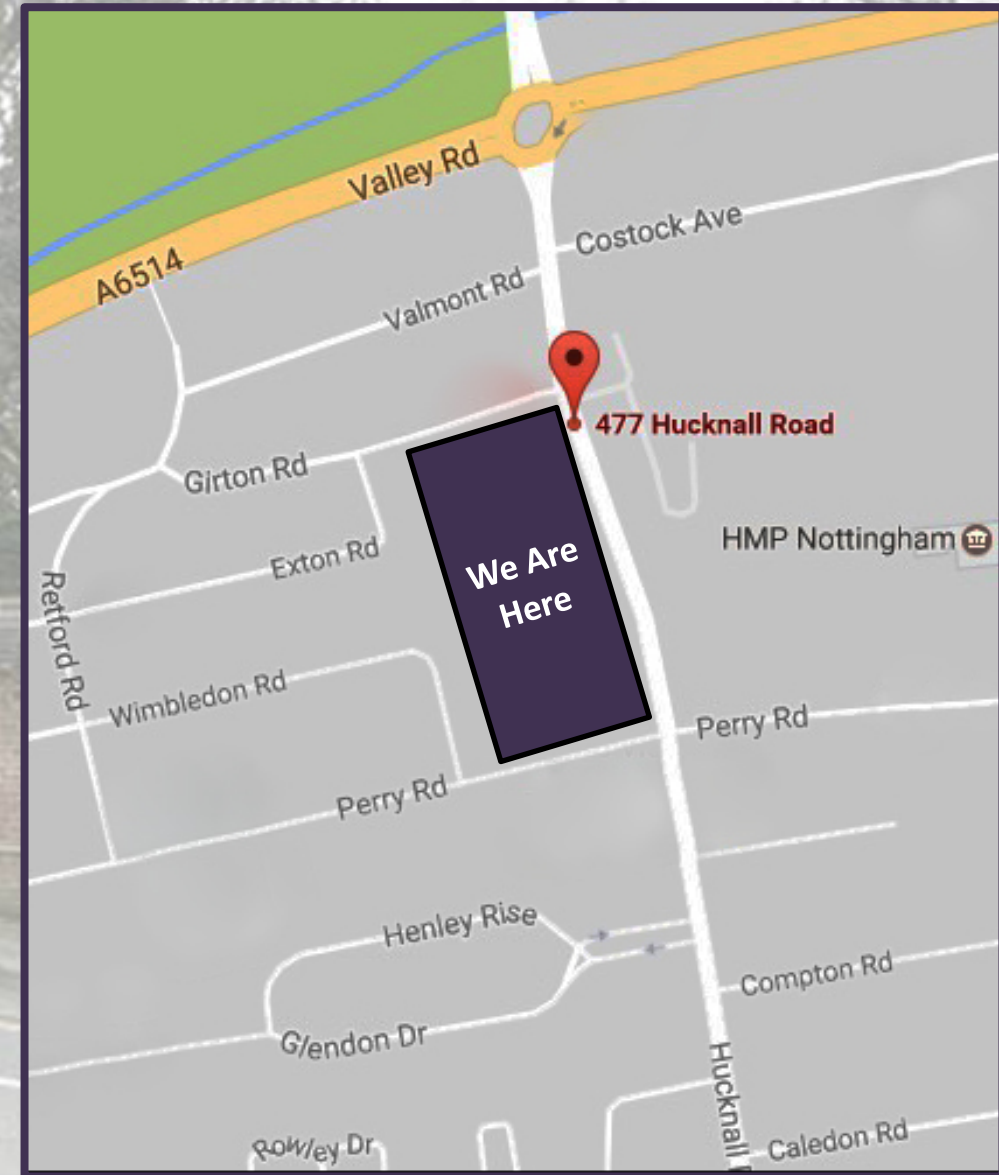 Valley Rd
A6514
Costock Ave
Valmont Rd
477 Hucknall Road
Girton Rd
HMP Nottingham
Exton Rd
We Are
Here
Retford Rd
Wimbledon Rd
Perry Rd
Perry Rd
Henley Rise
Compton Rd
Glendon Dr
Hucknall
Rowley Dr
Caledon Rd